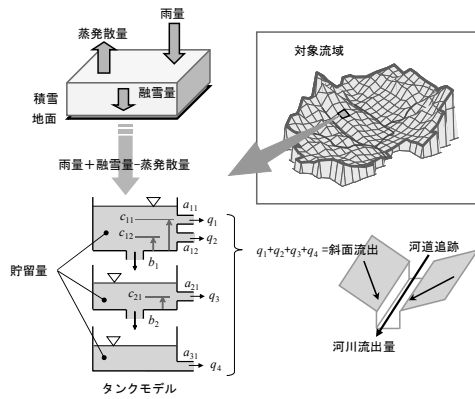 雨量
蒸発散量
積雪
融雪量
地面
対象流域
雨量＋融雪量−蒸発散量
a11
c11
q1
c12
q2
a12
b1
貯留量
a21
c21
q3
b2
a31
q4
タンクモデル
q1+q2+q3+q4 =斜面流出
河道追跡
河川流出量